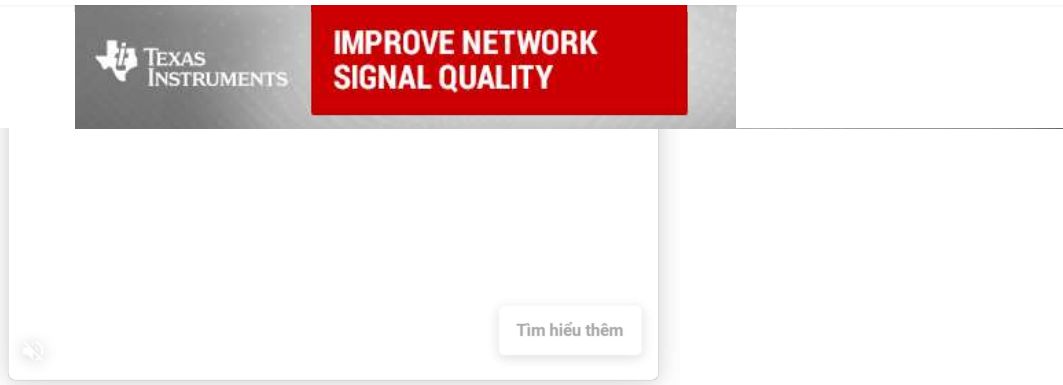 TEXAS
INSTRUMENTS
IMPROVE NETWORK
SIGNAL QUALITY
Tìm hiểu thêm